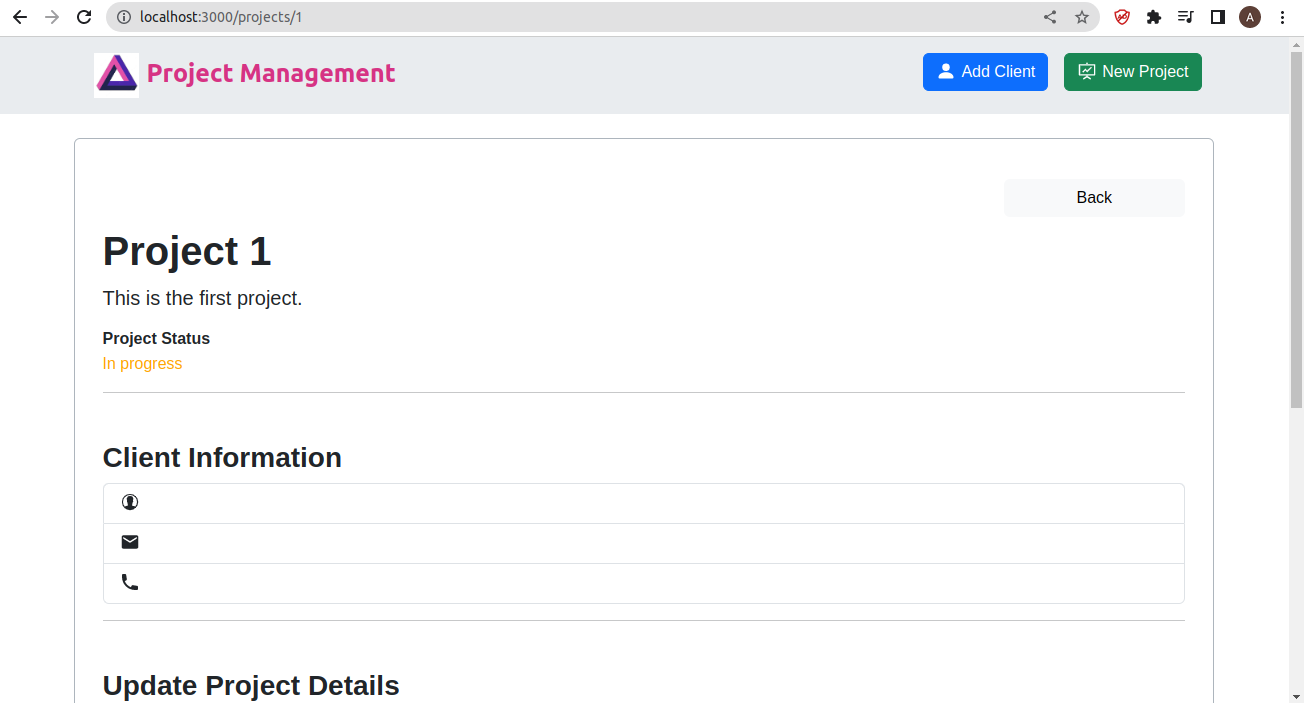 localhost:3000/projects/1
A
Project Management
Add Client
New Project
Back
Project 1
This is the first project.
Project Status
In progress
Client Information
Update Project Details